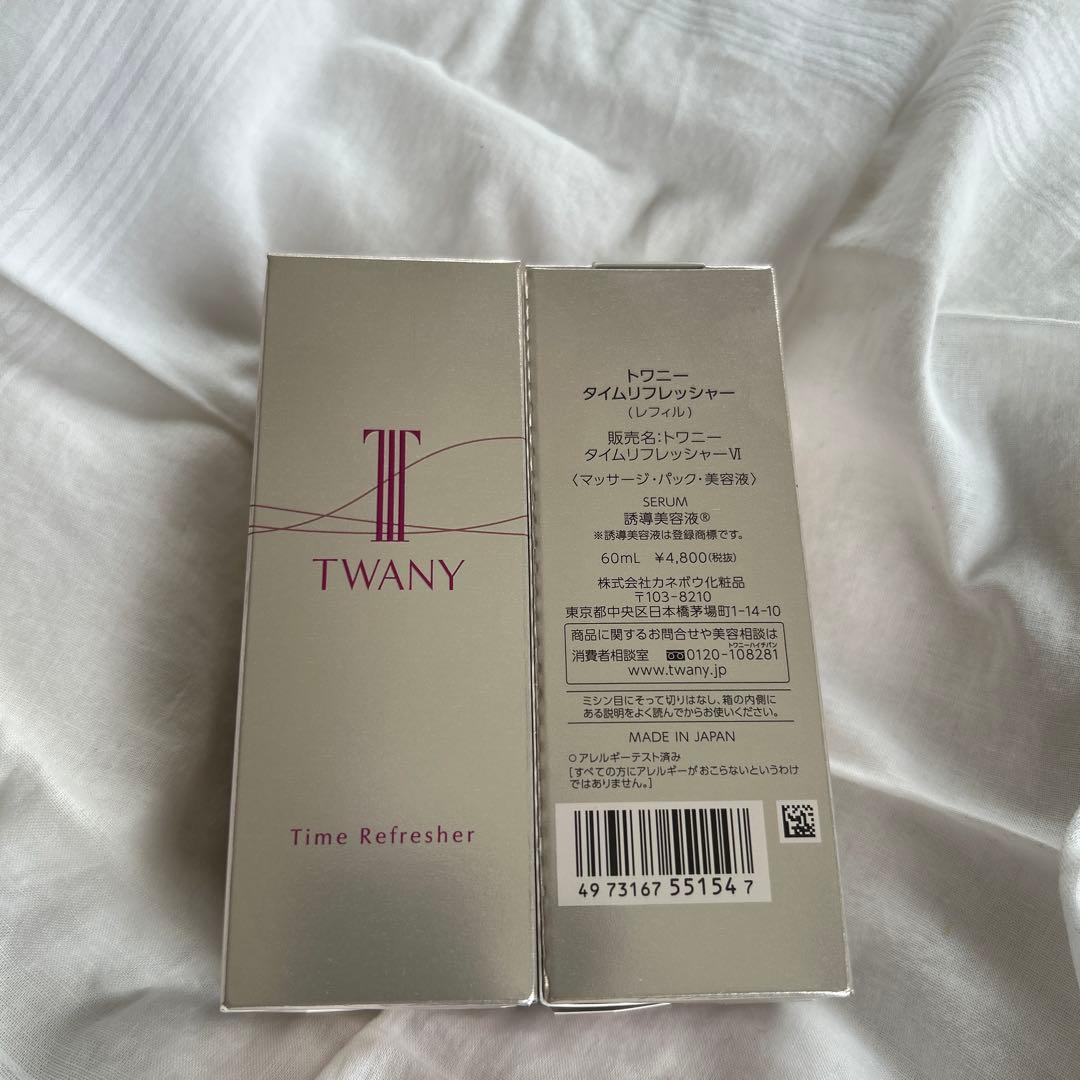 TWANY
Time Refresher
トワニー
タイムリフレッシャー
(レフィル)
販売名:トワニー
タイムリフレッシャーⅥ
〈マッサージ・パック・美容液〉
SERUM
誘導美容液®
※誘導美容液は登録商標です。
60mL ¥4,800(税抜)
株式会社カネボウ化粧品
〒103-8210
東京都中央区日本橋茅場町1-14-10
商品に関するお問合せや美容相談は
トワニーハイチバン
消費者相談室 0120-108281
www.twany.jp
ミシン目にそって切りはなし、箱の内側に
ある説明をよく読んでからお使いください。
MADE IN JAPAN
○アレルギーテスト済み
[すべての方にアレルギーがおこらないというわけ
ではありません。]
4973167551547